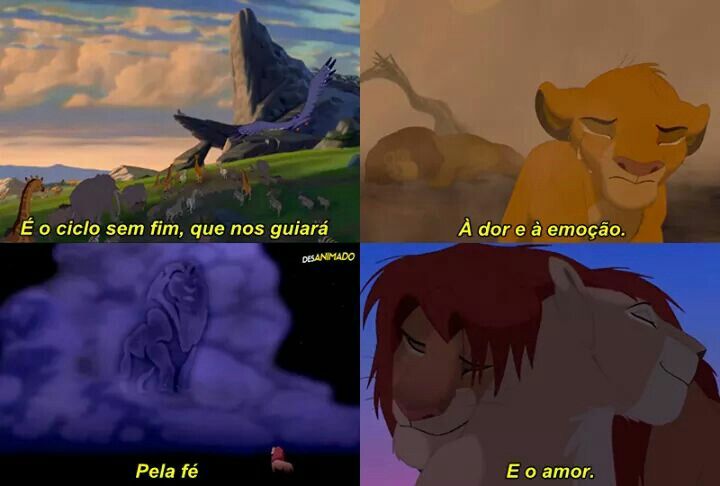 É o ciclo sem fim, que nos guiará
À dor e à emoção.
DESANIMADO
Pela fé
E o amor.